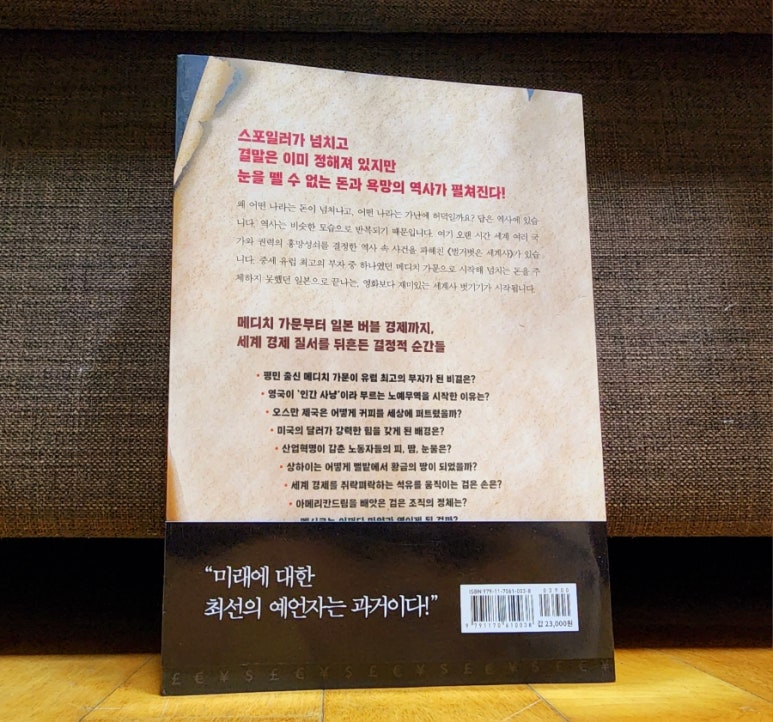 스포일러가 넘치고
결말은 이미 정해져 있지만
눈을 뗄 수 없는 돈과 욕망의 역사가 펼쳐진다!
왜 어떤 나라는 돈이 넘쳐나고, 어떤 나라는 가난에 허덕일까요? 답은 역사에 있습
니다. 역사는 비슷한 모습으로 반복되기 때문입니다. 여기 오랜 시간 세계 여러 국
가와 권력의 흥망성쇠를 결정한 역사 속 사건을 파헤친 《벌거벗은 세계사》가 있습
니다. 중세 유럽 최고의 부자 중 하나였던 메디치 가문으로 시작해 넘치는 돈을 주
체하지 못했던 일본으로 끝나는, 영화보다 재미있는 세계사 벗기기가 시작됩니다.
메디치 가문부터 일본 버블 경제까지,
세계 경제 질서를 뒤흔든 결정적 순간들
• 평민 출신 메디치 가문이 유럽 최고의 부자가 된 비결은?
• 영국이 '인간 사냥'이라 부르는 노예무역을 시작한 이유는?
• 오스만 제국은 어떻게 커피를 세상에 퍼트렸을까?
• 미국의 달러가 강력한 힘을 갖게 된 배경은?
• 산업혁명이 감춘 노동자들의 피, 땀, 눈물은?
• 상하이는 어떻게 뻘밭에서 황금의 땅이 되었을까?
• 세계 경제를 쥐락펴락하는 석유를 움직이는 검은 손은?
• 아메리칸드림을 배앗은 검은 조직의 정체는?
“미래에 대한
최선의 예언자는 과거이다!”
ISBN 979-11-7061-003-8
00900
9 791170 610038
값 23,000원
£ € ¥ $ £ € ¥ $ £ € ¥ $ £ € ¥ $ £ € ¥